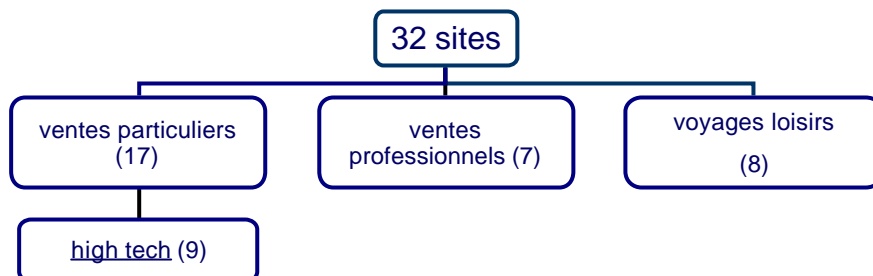 32 sites
ventes particuliers
(17)
ventes
professionnels (7)
voyages loisirs
(8)
high tech (9)